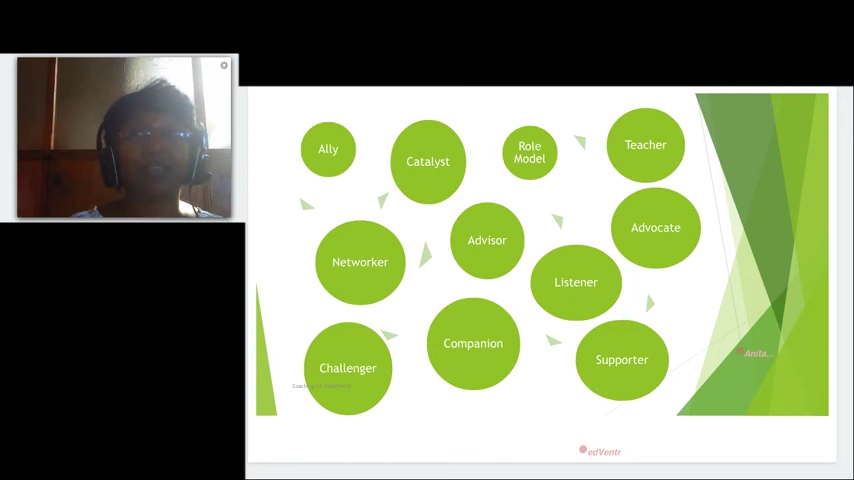 Ally
Catalyst
Role
Model
Teacher
Networker
Advisor
Listener
Advocate
Challenger
Companion
Supporter
Anita...
edVentr